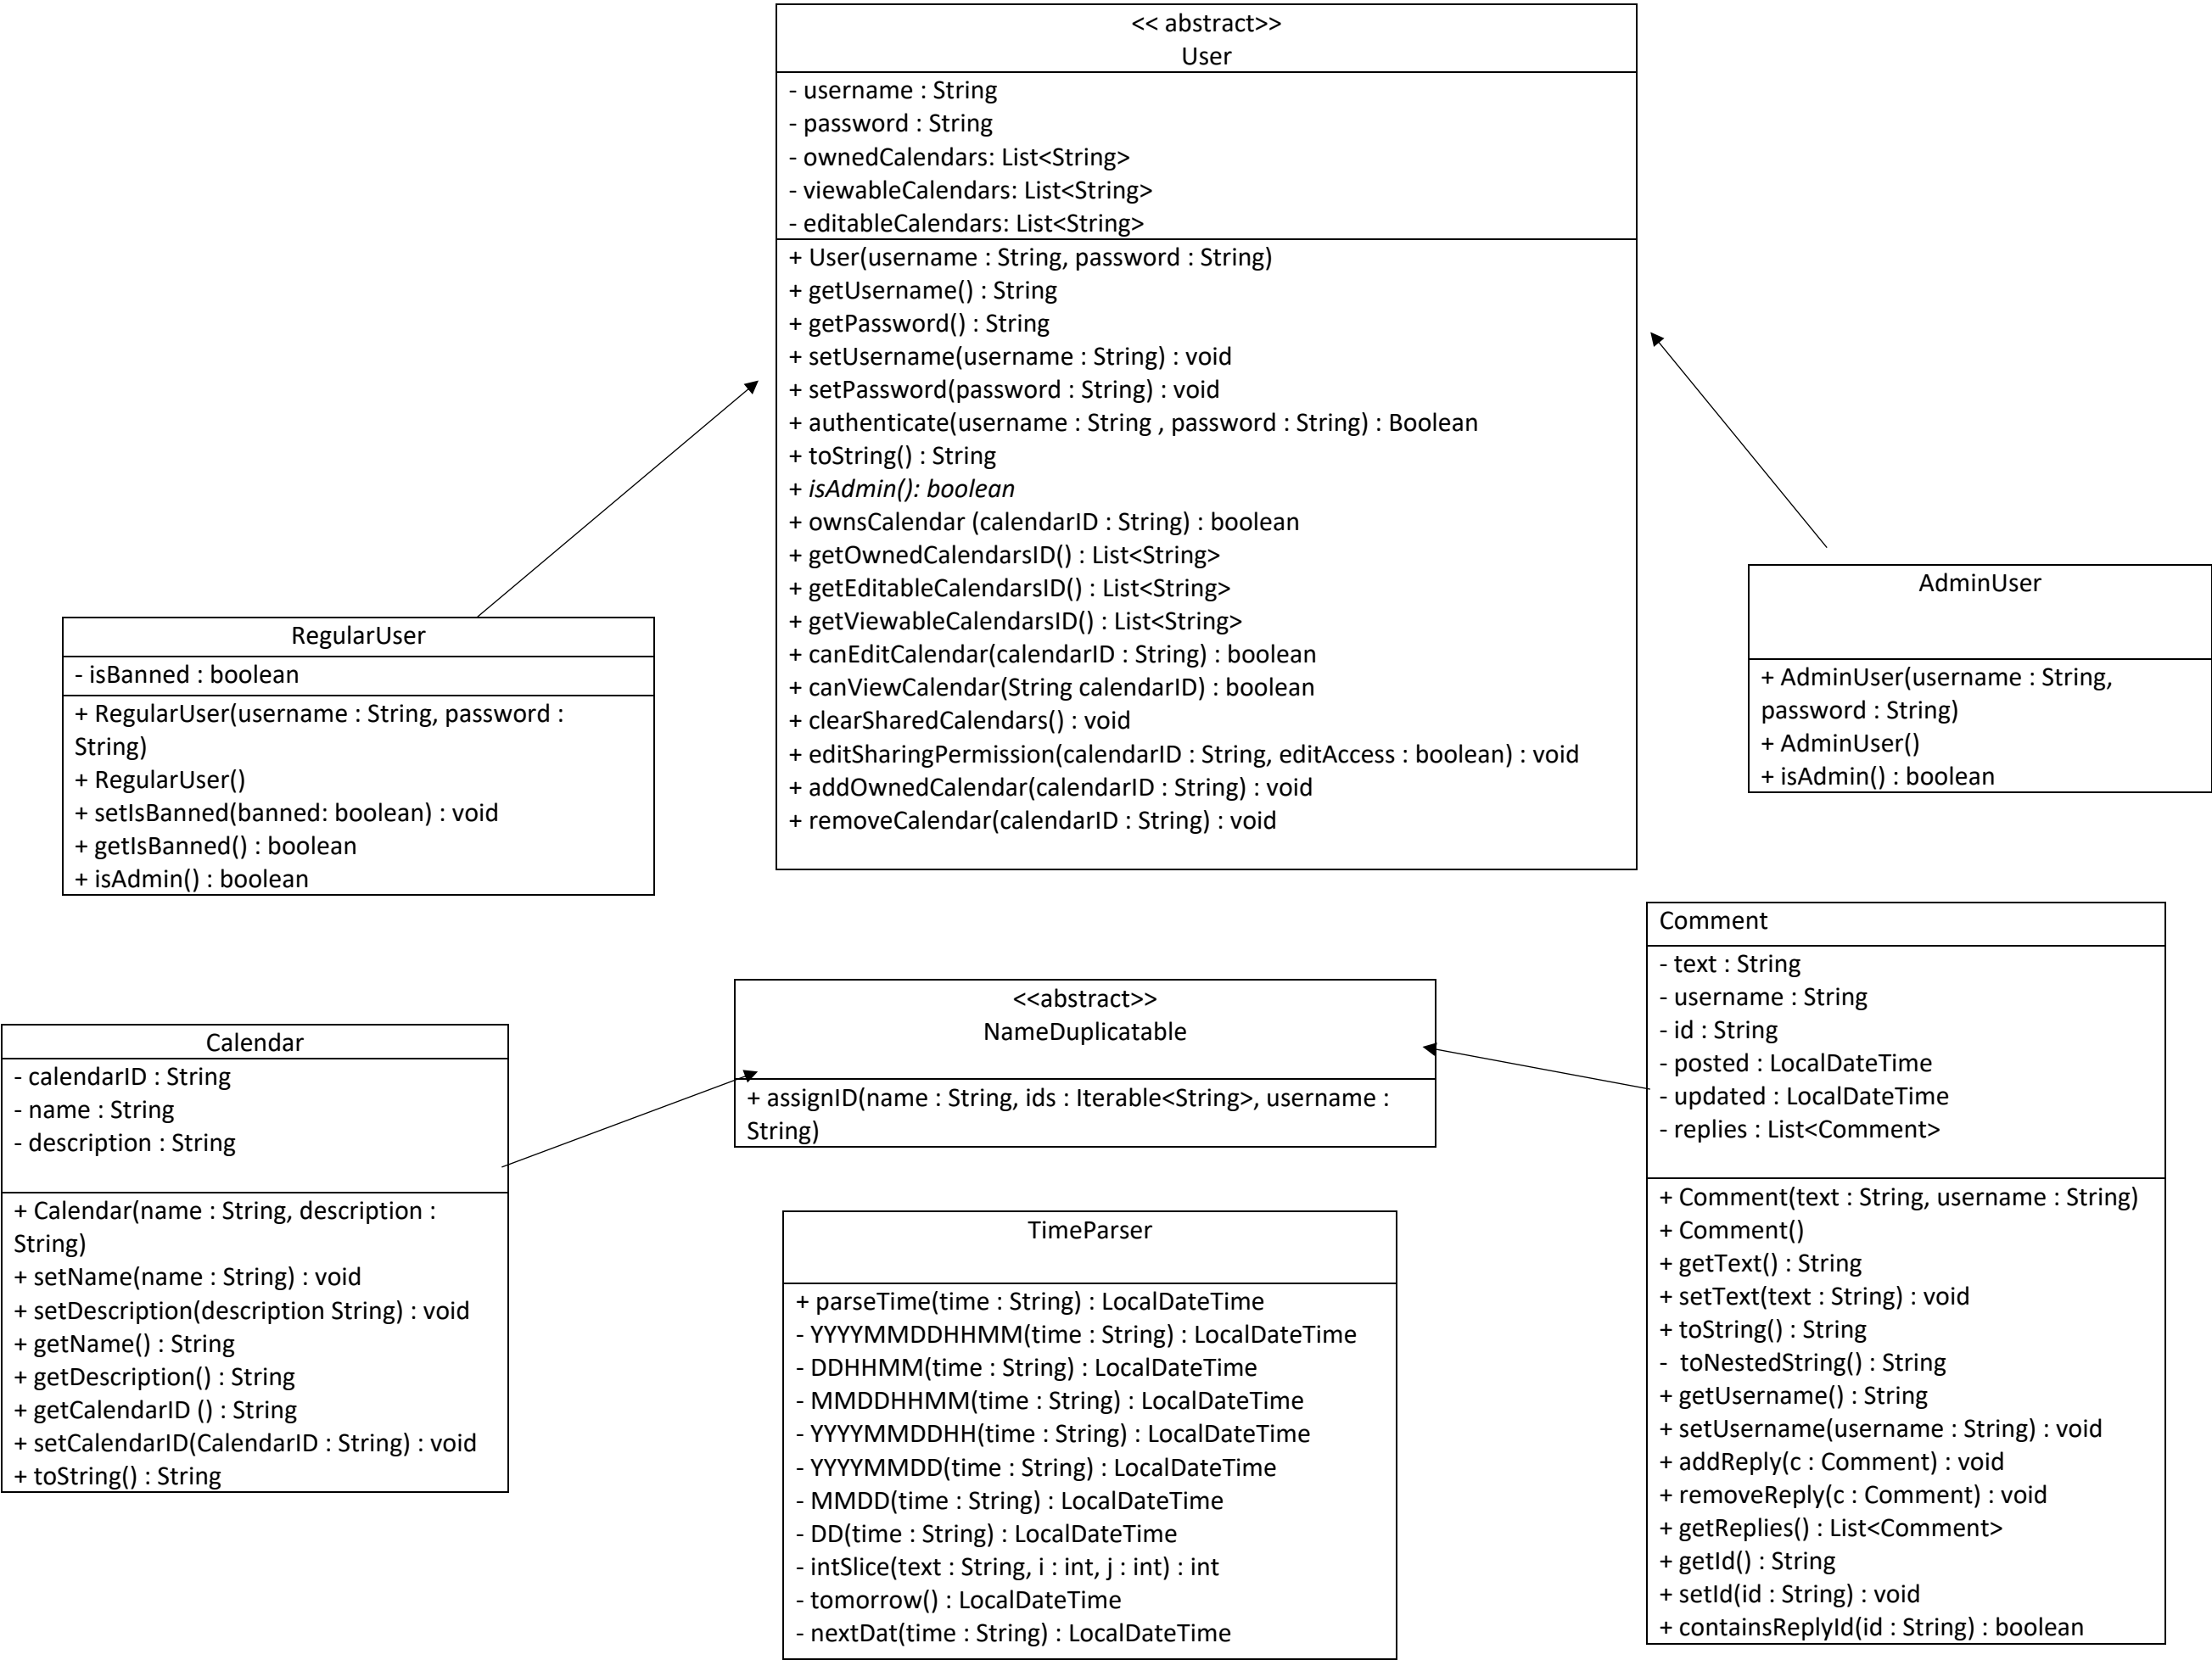 << abstract>>
User
- username : String
- password : String
- ownedCalendars: List<String>
- viewableCalendars: List<String>
- editableCalendars: List<String>
+ User(username : String, password : String)
+ getUsername() : String
+ getPassword() : String
+ setUsername(username : String) : void
+ setPassword(password : String) : void
+ authenticate(username : String , password : String) : Boolean
+ toString() : String
+ isAdmin(): boolean
+ ownsCalendar (calendarID : String) : boolean
+ getOwnedCalendarsID() : List<String>
+ getEditableCalendarsID() : List<String>
+ getViewableCalendarsID() : List<String>
+ canEditCalendar(calendarID : String) : boolean
+ canViewCalendar(String calendarID) : boolean
+ clearSharedCalendars() : void
+ editSharingPermission(calendarID : String, editAccess : boolean) : void
+ addOwnedCalendar(calendarID : String) : void
+ removeCalendar(calendarID : String) : void
RegularUser
- isBanned : boolean
+ RegularUser(username : String, password :
String)
+ RegularUser()
+ setIsBanned(banned: boolean) : void
+ getIsBanned() : boolean
+ isAdmin() : boolean
AdminUser
+ AdminUser(username : String,
password : String)
+ AdminUser()
+ isAdmin() : boolean
Calendar
- calendarID : String
- name : String
- description : String
+ Calendar(name : String, description :
String)
+ setName(name : String) : void
+ setDescription(description String) : void
+ getName() : String
+ getDescription() : String
+ getCalendarID () : String
+ setCalendarID(CalendarID : String) : void
+ toString() : String
<<abstract>>
NameDuplicatable
+ assignID(name : String, ids : Iterable<String>, username :
String)
TimeParser
+ parseTime(time : String) : LocalDateTime
- YYYYMMDDHHMM(time : String) : LocalDateTime
- DDHHMM(time : String) : LocalDateTime
- MMDDHHMM(time : String) : LocalDateTime
- YYYYMMDDHH(time : String) : LocalDateTime
- YYYYMMDD(time : String) : LocalDateTime
- MMDD(time : String) : LocalDateTime
- DD(time : String) : LocalDateTime
- intSlice(text : String, i : int, j : int) : int
- tomorrow() : LocalDateTime
- nextDat(time : String) : LocalDateTime
Comment
- text : String
- username : String
- id : String
- posted : LocalDateTime
- updated : LocalDateTime
- replies : List<Comment>
+ Comment(text : String, username : String)
+ Comment()
+ getText() : String
+ setText(text : String) : void
+ toString() : String
- toNestedString() : String
+ getUsername() : String
+ setUsername(username : String) : void
+ addReply(c : Comment) : void
+ removeReply(c : Comment) : void
+ getReplies() : List<Comment>
+ getId() : String
+ setId(id : String) : void
+ containsReplyId(id : String) : boolean